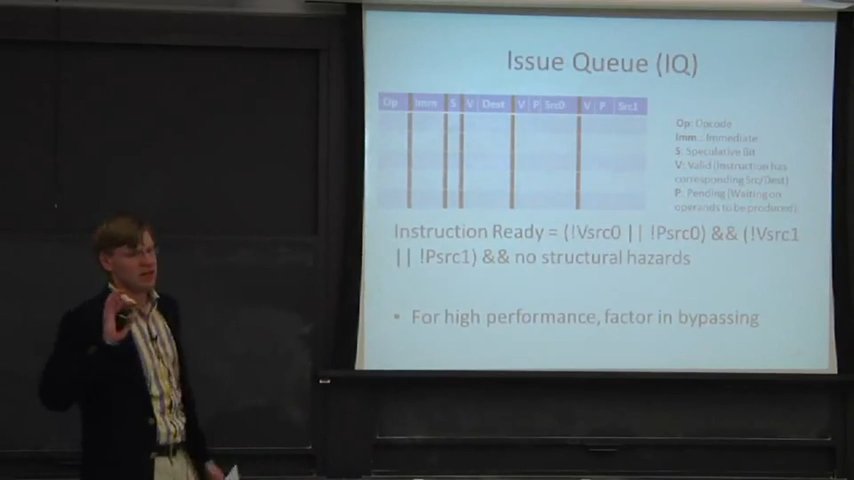 Issue Queue (IQ)
Op Imm S V Dest V P Src0 V P Src1
Op: Opcode
Imm.: Immediate
S: Speculative Bit
V: Valid (Instruction has
corresponding Src/Dest)
P: Pending (Waiting on
operands to be produced)
Instruction Ready = (!Vsrc0 || !Psrc0) && (!Vsrc1
|| !Psrc1) && no structural hazards
• For high performance, factor in bypassing